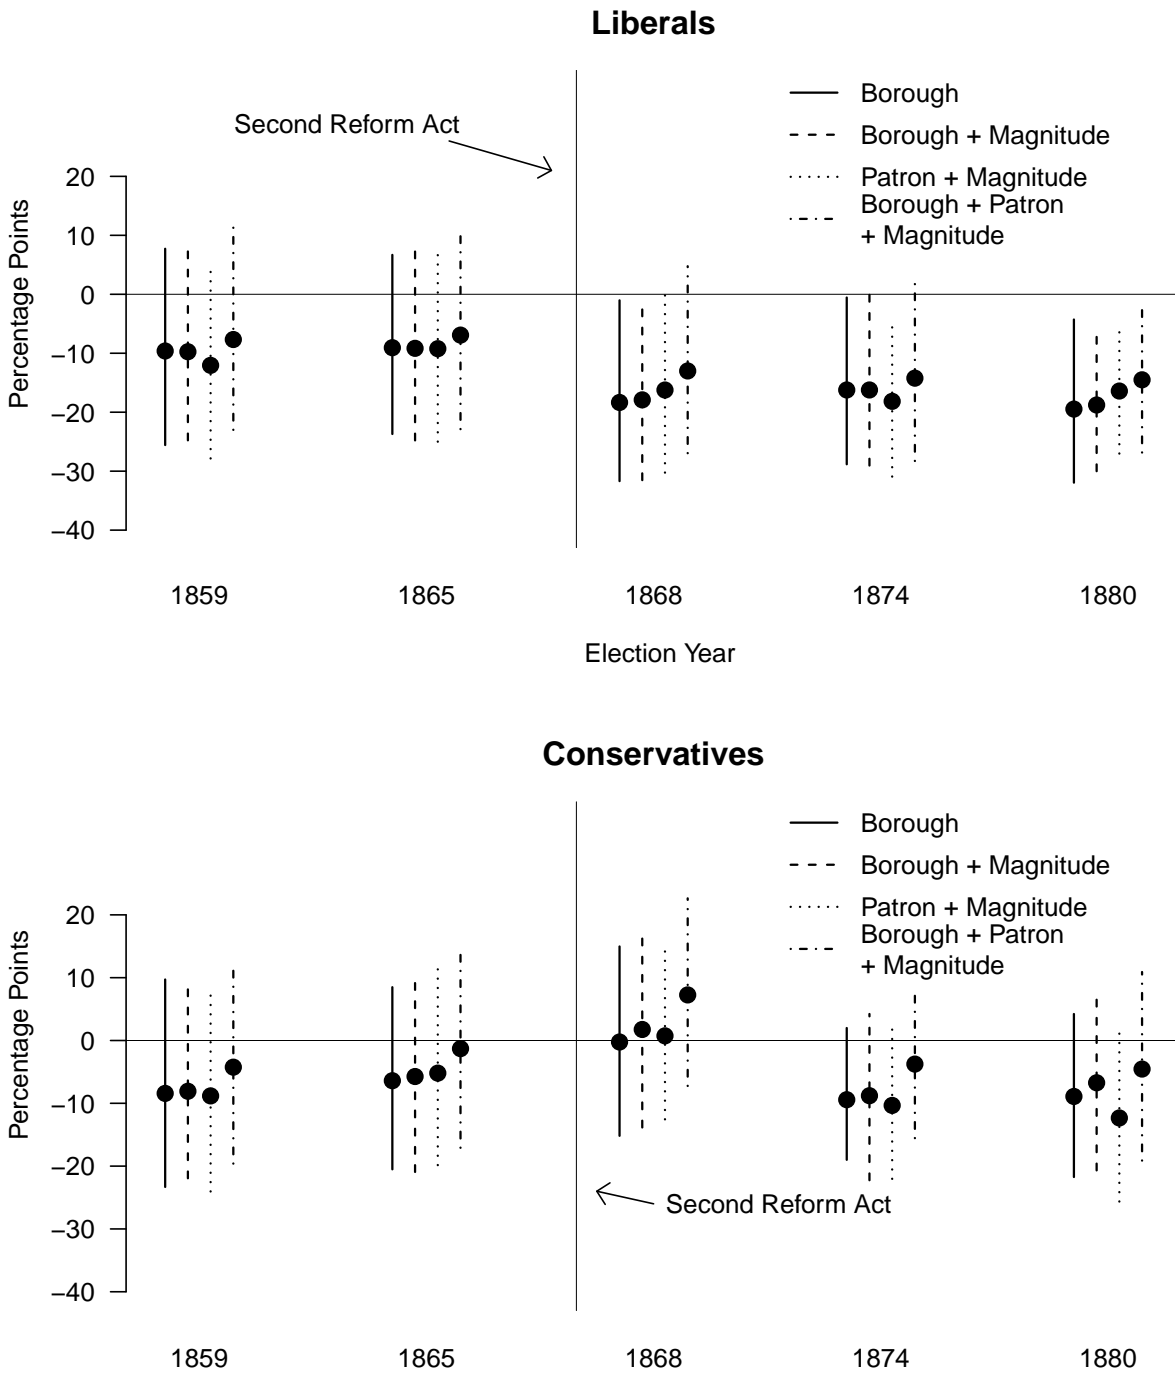 Liberals
Second Reform Act
Borough
Borough + Magnitude
Patron + Magnitude
Borough + Patron
+ Magnitude
Percentage Points
20
10
0
−10
−20
−30
−40
1859 1865 1868 1874 1880
Election Year
Conservatives
Borough
Borough + Magnitude
Patron + Magnitude
Borough + Patron
+ Magnitude
Percentage Points
20
10
0
−10
−20
−30
−40
Second Reform Act
1859 1865 1868 1874 1880